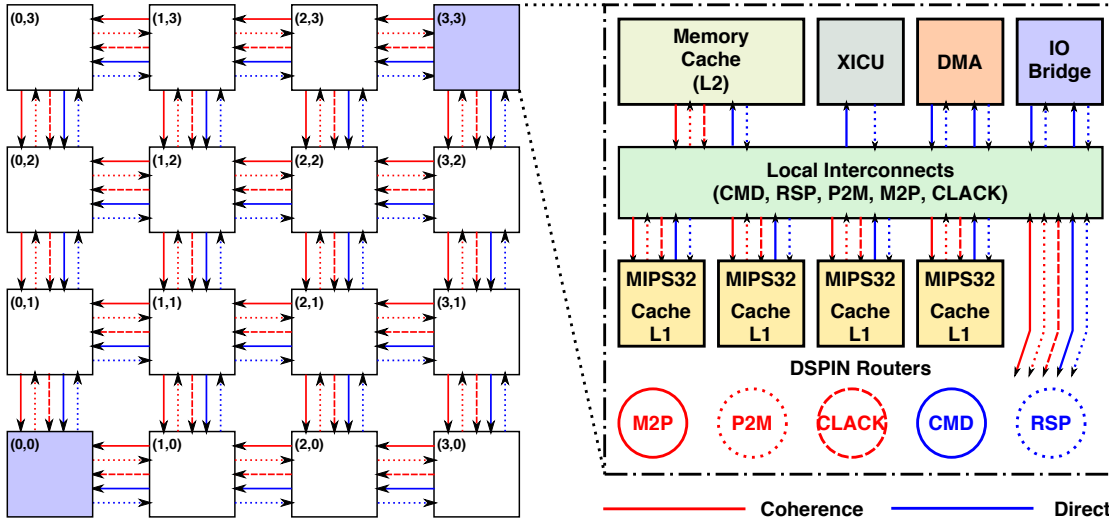 (0,3)
(1,3)
(2,3)
(3,3)
(0,2)
(1,2)
(2,2)
(3,2)
(0,1)
(1,1)
(2,1)
(3,1)
(0,0)
(1,0)
(2,0)
(3,0)
Memory
Cache
(L2)
XICU
DMA
IO
Bridge
Local Interconnects
(CMD, RSP, P2M, M2P, CLACK)
MIPS32
Cache
L1
MIPS32
Cache
L1
MIPS32
Cache
L1
MIPS32
Cache
L1
DSPIN Routers
M2P
P2M
CLACK
CMD
RSP
Coherence
Direct